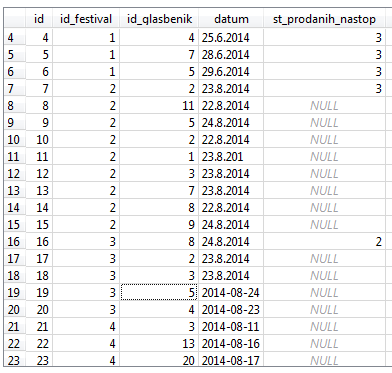 id id_festival id_glasbenik datum st_prodanih_nastop
4 4 1 4 25.6.2014 3
5 5 1 7 28.6.2014 3
6 6 1 5 29.6.2014 3
7 7 2 2 23.8.2014 3
8 8 2 11 22.8.2014 NULL
9 9 2 5 24.8.2014 NULL
10 10 2 2 22.8.2014 NULL
11 11 2 1 23.8.201 NULL
12 12 2 3 23.8.2014 NULL
13 13 2 7 23.8.2014 NULL
14 14 2 8 22.8.2014 NULL
15 15 2 9 24.8.2014 NULL
16 16 3 8 24.8.2014 2
17 17 3 2 23.8.2014 NULL
18 18 3 3 23.8.2014 NULL
19 19 3 5 2014-08-24 NULL
20 20 3 4 2014-08-23 NULL
21 21 4 3 2014-08-11 NULL
22 22 4 13 2014-08-16 NULL
23 23 4 20 2014-08-17 NULL